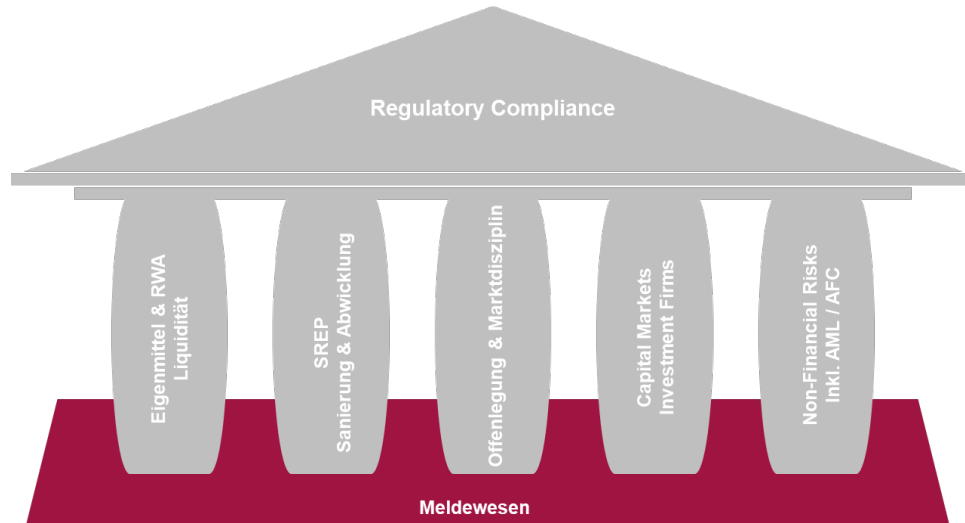 Regulatory Compliance
Eigenmittel & RWA
Liquidität
SREP
Sanierung & Abwicklung
Offenlegung & Marktdisziplin
Capital Markets
Investment Firms
Non-Financial Risks
Inkl. AML / AFC
Meldewesen